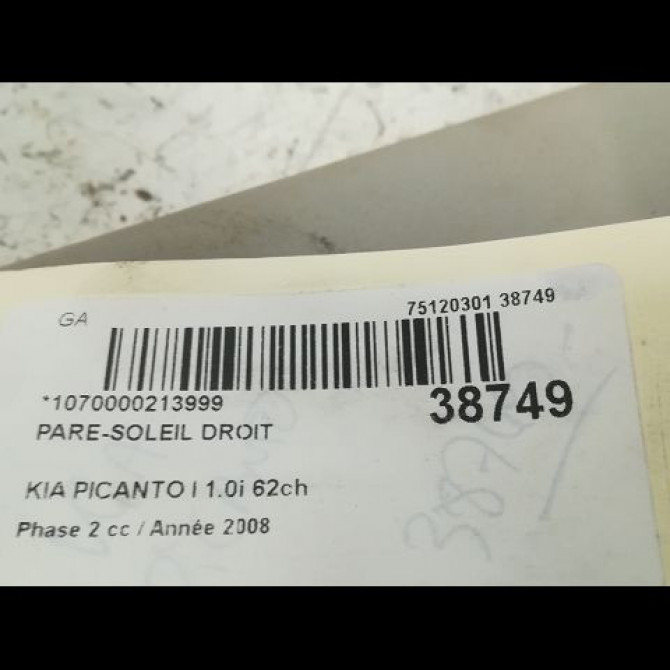 GA
75120301 38749
*1070000213999
38749
PARE-SOLEIL DROIT
KIA PICANTO I 1.0i 62ch
Phase 2 cc / Année 2008